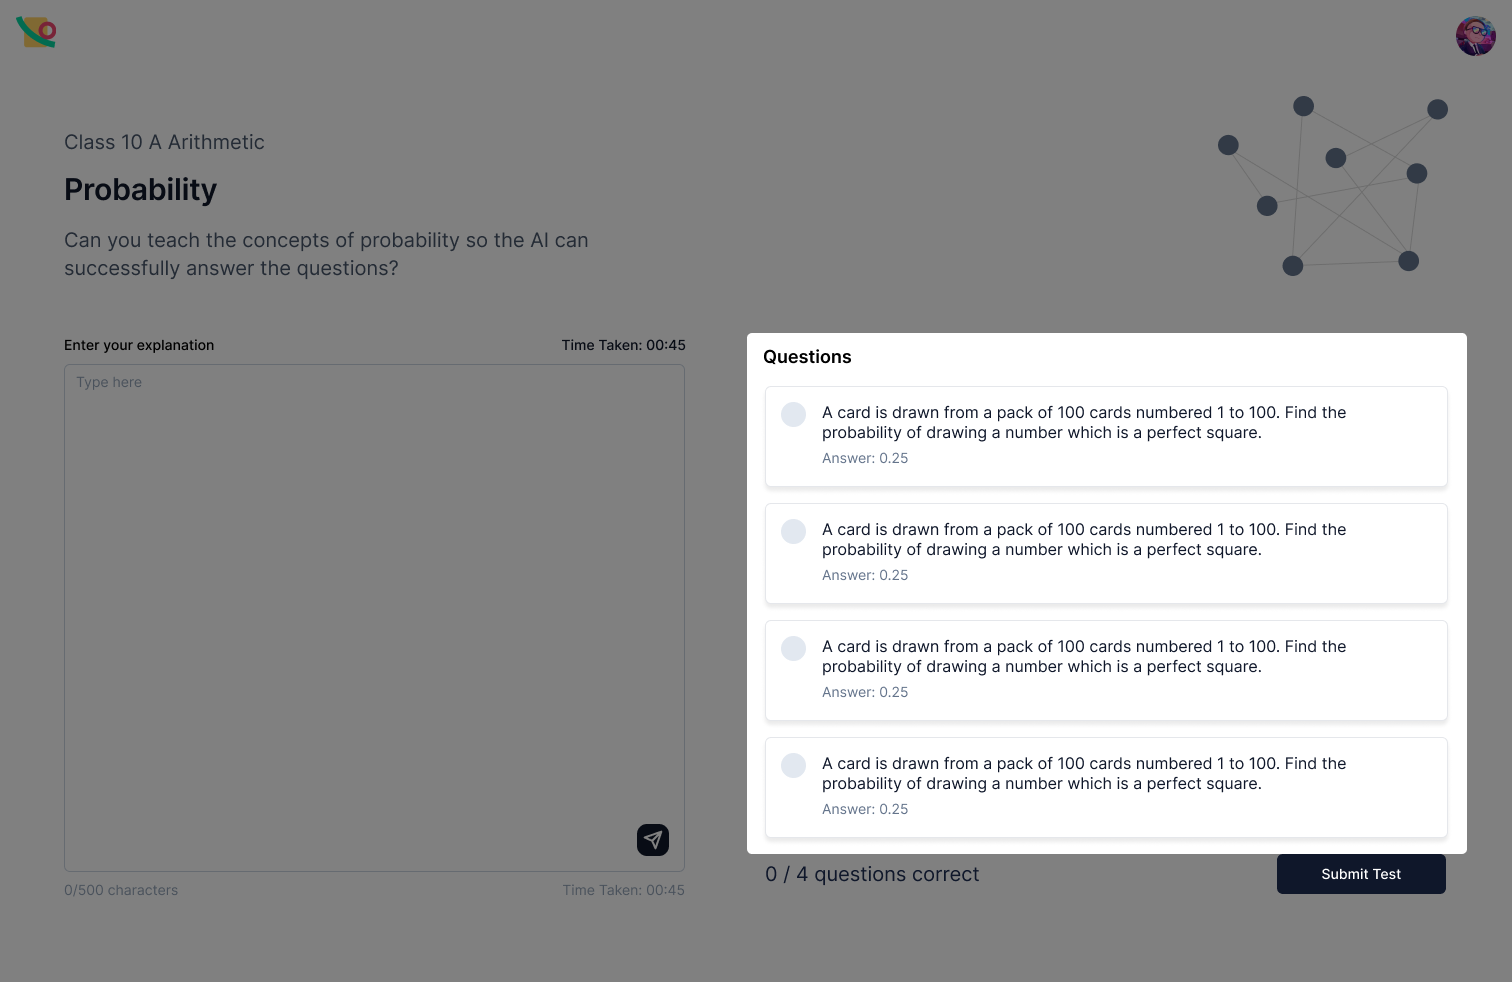 Class 10 A Arithmetic
Probability
Can you teach the concepts of probability so the AI can
successfully answer the questions?
Enter your explanation
Time Taken: 00:45
Type here
0/500 characters
Time Taken: 00:45
Questions
A card is drawn from a pack of 100 cards numbered 1 to 100. Find the
probability of drawing a number which is a perfect square.
Answer: 0.25
A card is drawn from a pack of 100 cards numbered 1 to 100. Find the
probability of drawing a number which is a perfect square.
Answer: 0.25
A card is drawn from a pack of 100 cards numbered 1 to 100. Find the
probability of drawing a number which is a perfect square.
Answer: 0.25
A card is drawn from a pack of 100 cards numbered 1 to 100. Find the
probability of drawing a number which is a perfect square.
Answer: 0.25
0 / 4 questions correct
Submit Test